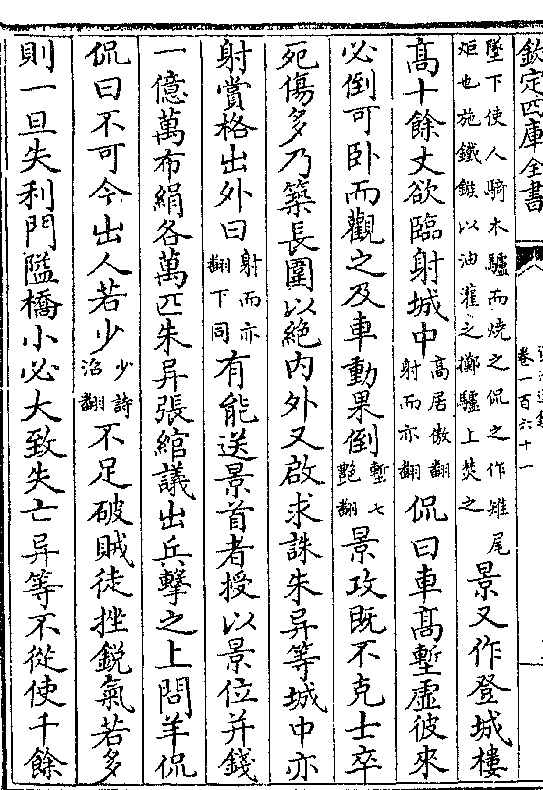 欽定四庫全書
卷一百六十一
墜下使人騎木驢而燒之侃之作雉尾
炬也施鐵鏃以油灌之擲驢上焚之
景又作登城樓
高十餘丈欲臨射城中高居傲翻射而亦翻侃曰車高塹虛彼來
必倒可卧而觀之及車動果倒塹七艷翻景攻既不克士卒
死傷多乃築長圍以絶内外又啟求誅朱异等城中亦
射賞格出外曰射而亦翻下同有能送景首者授以景位并錢
一億萬布絹各萬匹朱异張綰議出兵擊之上問羊侃
侃曰不可今出人若少少詩沼翻不足破賊徒挫鋭氣若多
則一旦失利門隘橋小必大致失亡异等不從使千餘